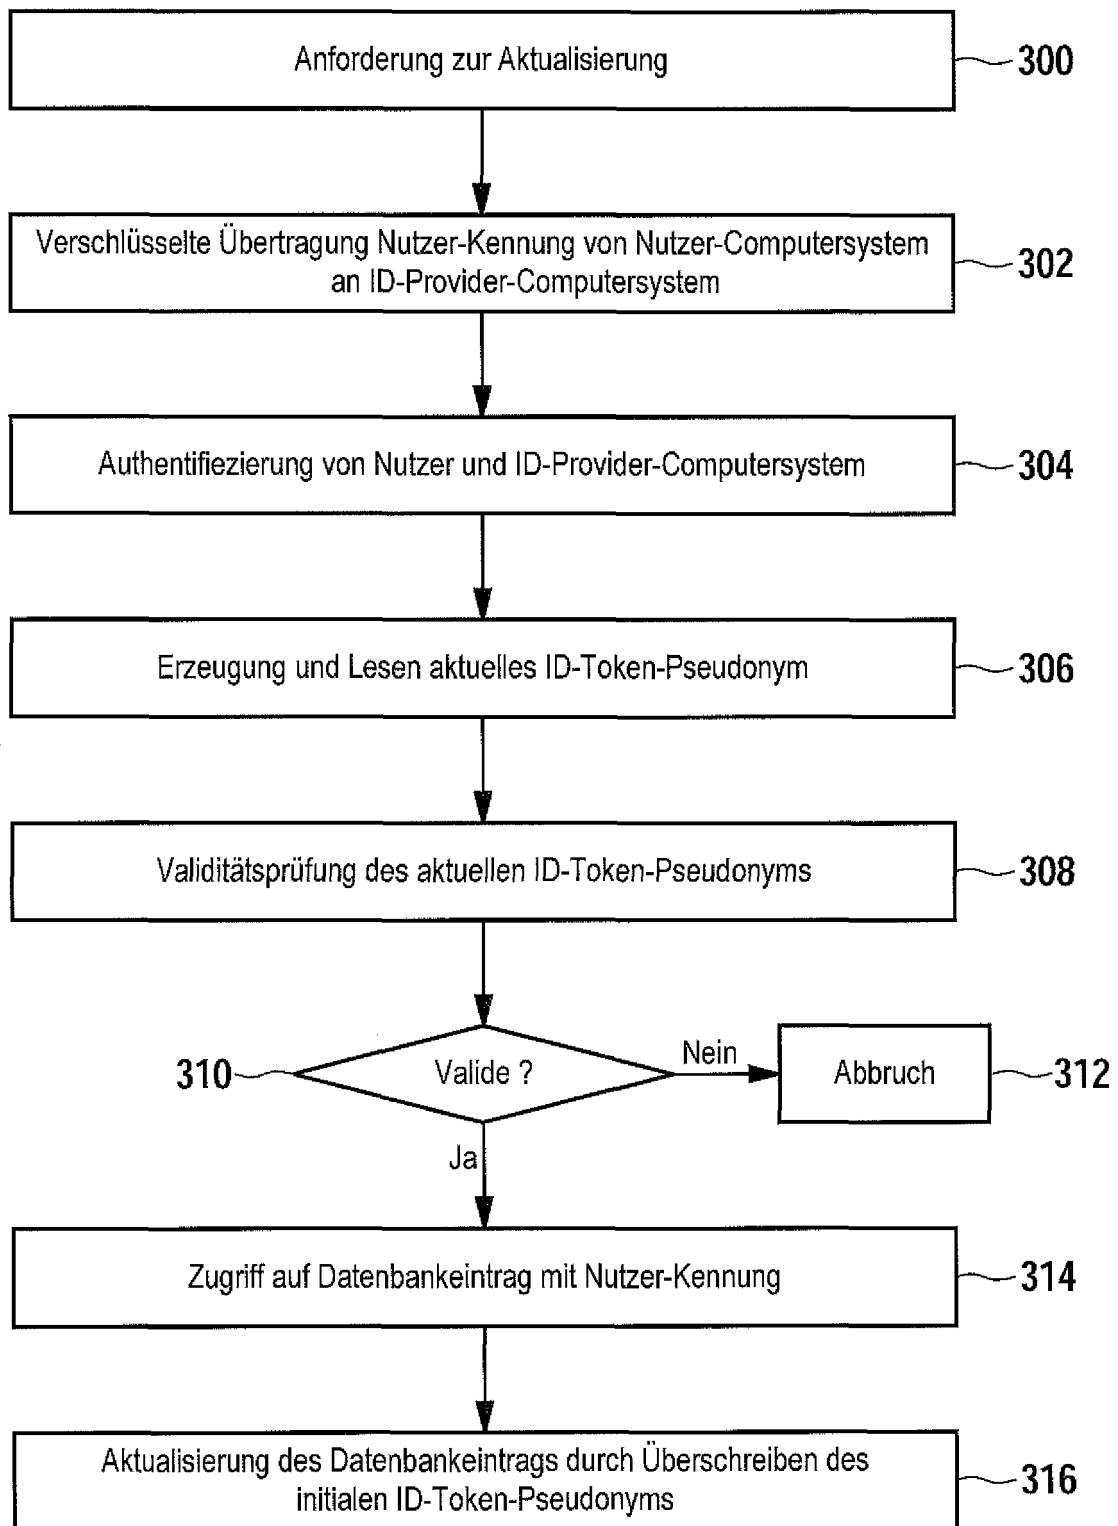 Anforderung zur Aktualisierung
300
Verschlüsselte Übertragung Nutzer-Kennung von Nutzer-Computersystem
an ID-Provider-Computersystem
302
Authentifiezierung von Nutzer und ID-Provider-Computersystem
304
Erzeugung und Lesen aktuelles ID-Token-Pseudonym
306
Validitätsprüfung des aktuellen ID-Token-Pseudonyms
308
310
Valide ?
Nein
Abbruch
312
Ja
Zugriff auf Datenbankeintrag mit Nutzer-Kennung
314
Aktualisierung des Datenbankeintrags durch Überschreiben des
initialen ID-Token-Pseudonyms
316